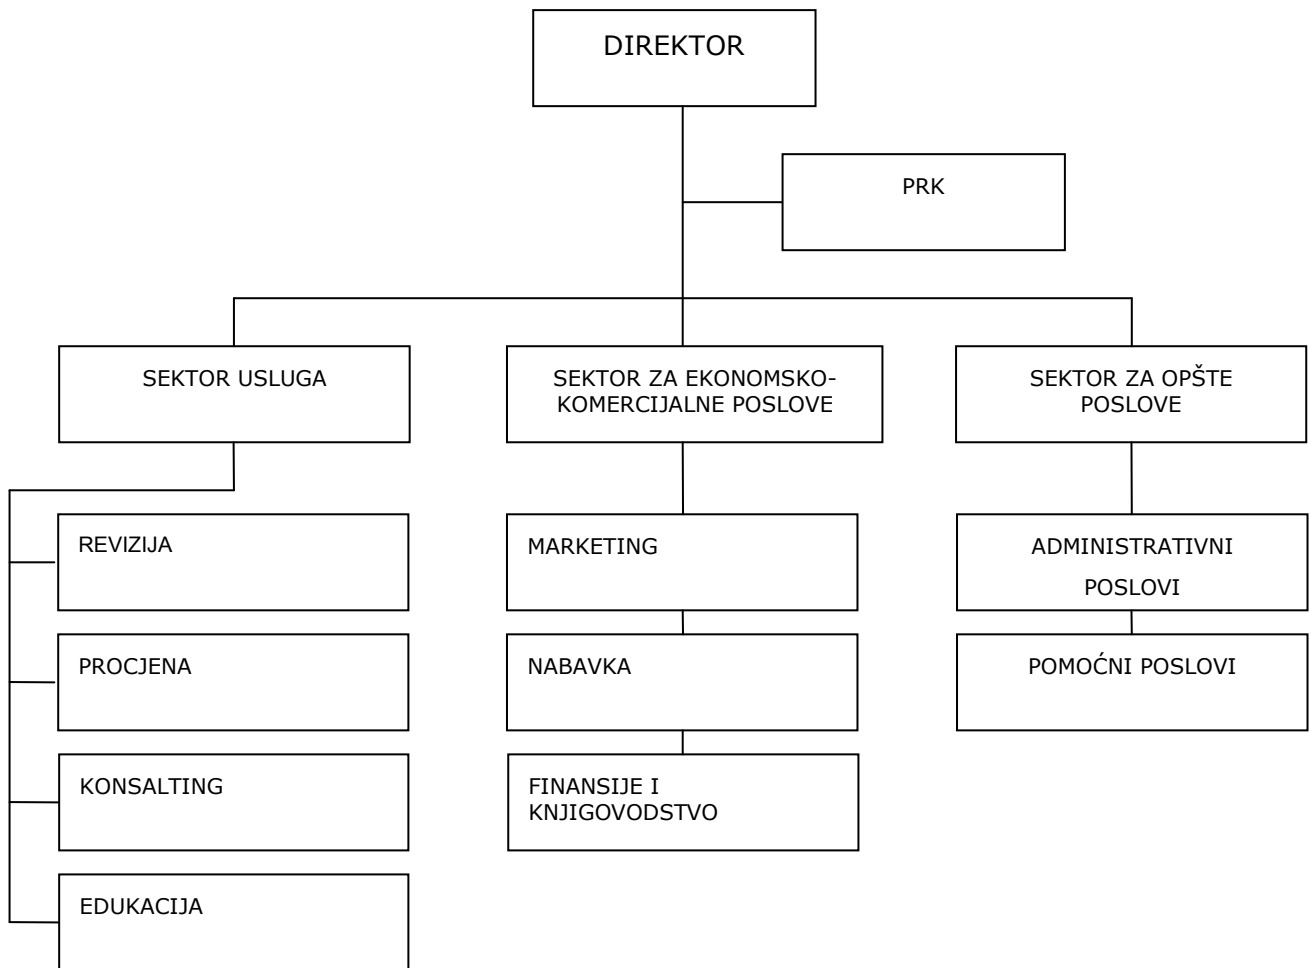 DIREKTOR
PRK
SEKTOR USLUGA
SEKTOR ZA EKONOMSKO-
KOMERCIJALNE POSLOVE
SEKTOR ZA OPŠTE
POSLOVE
REVIZIJA
PROCJENA
KONSALTING
EDUKACIJA
MARKETING
NABAVKA
FINANSIJE I
KNJIGOVODSTVO
ADMINISTRATIVNI
POSLOVI
POMOĆNI POSLOVI